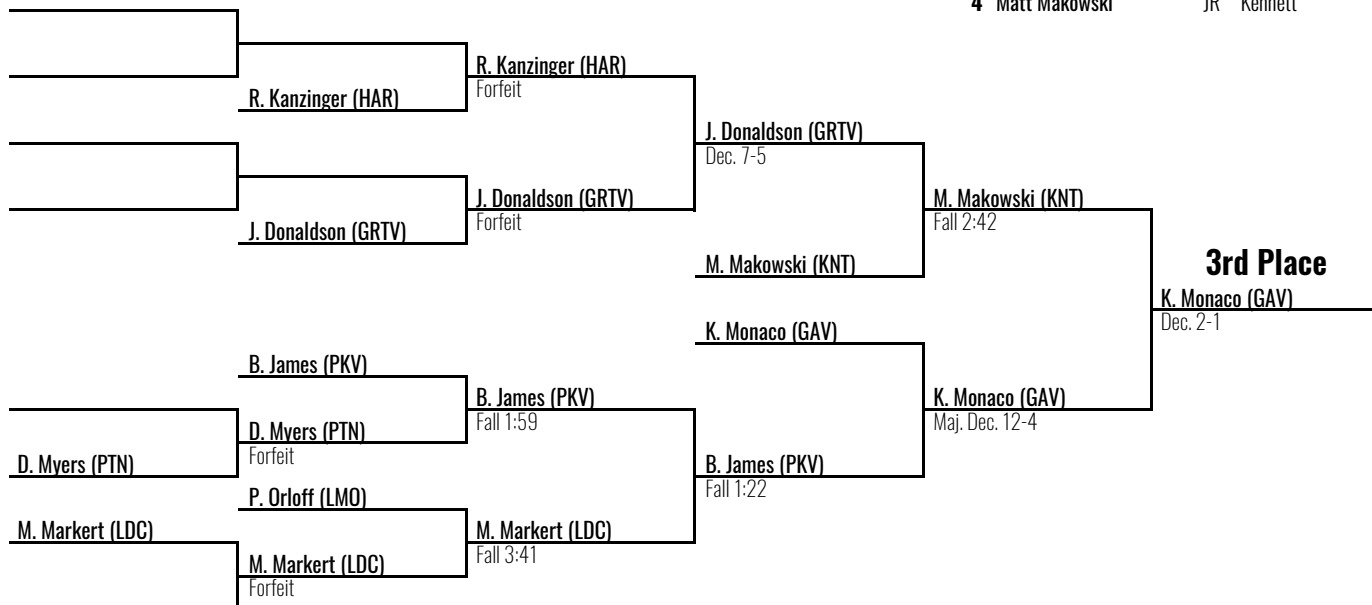 4 Matt Makowski JR Kennett
R. Kanzinger (HAR)
Forfeit
R. Kanzinger (HAR)
J. Donaldson (GRTV)
Dec. 7-5
J. Donaldson (GRTV)
Forfeit
M. Makowski (KNT)
Fall 2:42
J. Donaldson (GRTV)
M. Makowski (KNT)
3rd Place
K. Monaco (GAV)
Dec. 2-1
K. Monaco (GAV)
B. James (PKV)
B. James (PKV)
Fall 1:59
K. Monaco (GAV)
Maj. Dec. 12-4
D. Myers (PTN)
Forfeit
D. Myers (PTN)
B. James (PKV)
Fall 1:22
P. Orloff (LMO)
M. Markert (LDC)
M. Markert (LDC)
Fall 3:41
M. Markert (LDC)
Forfeit